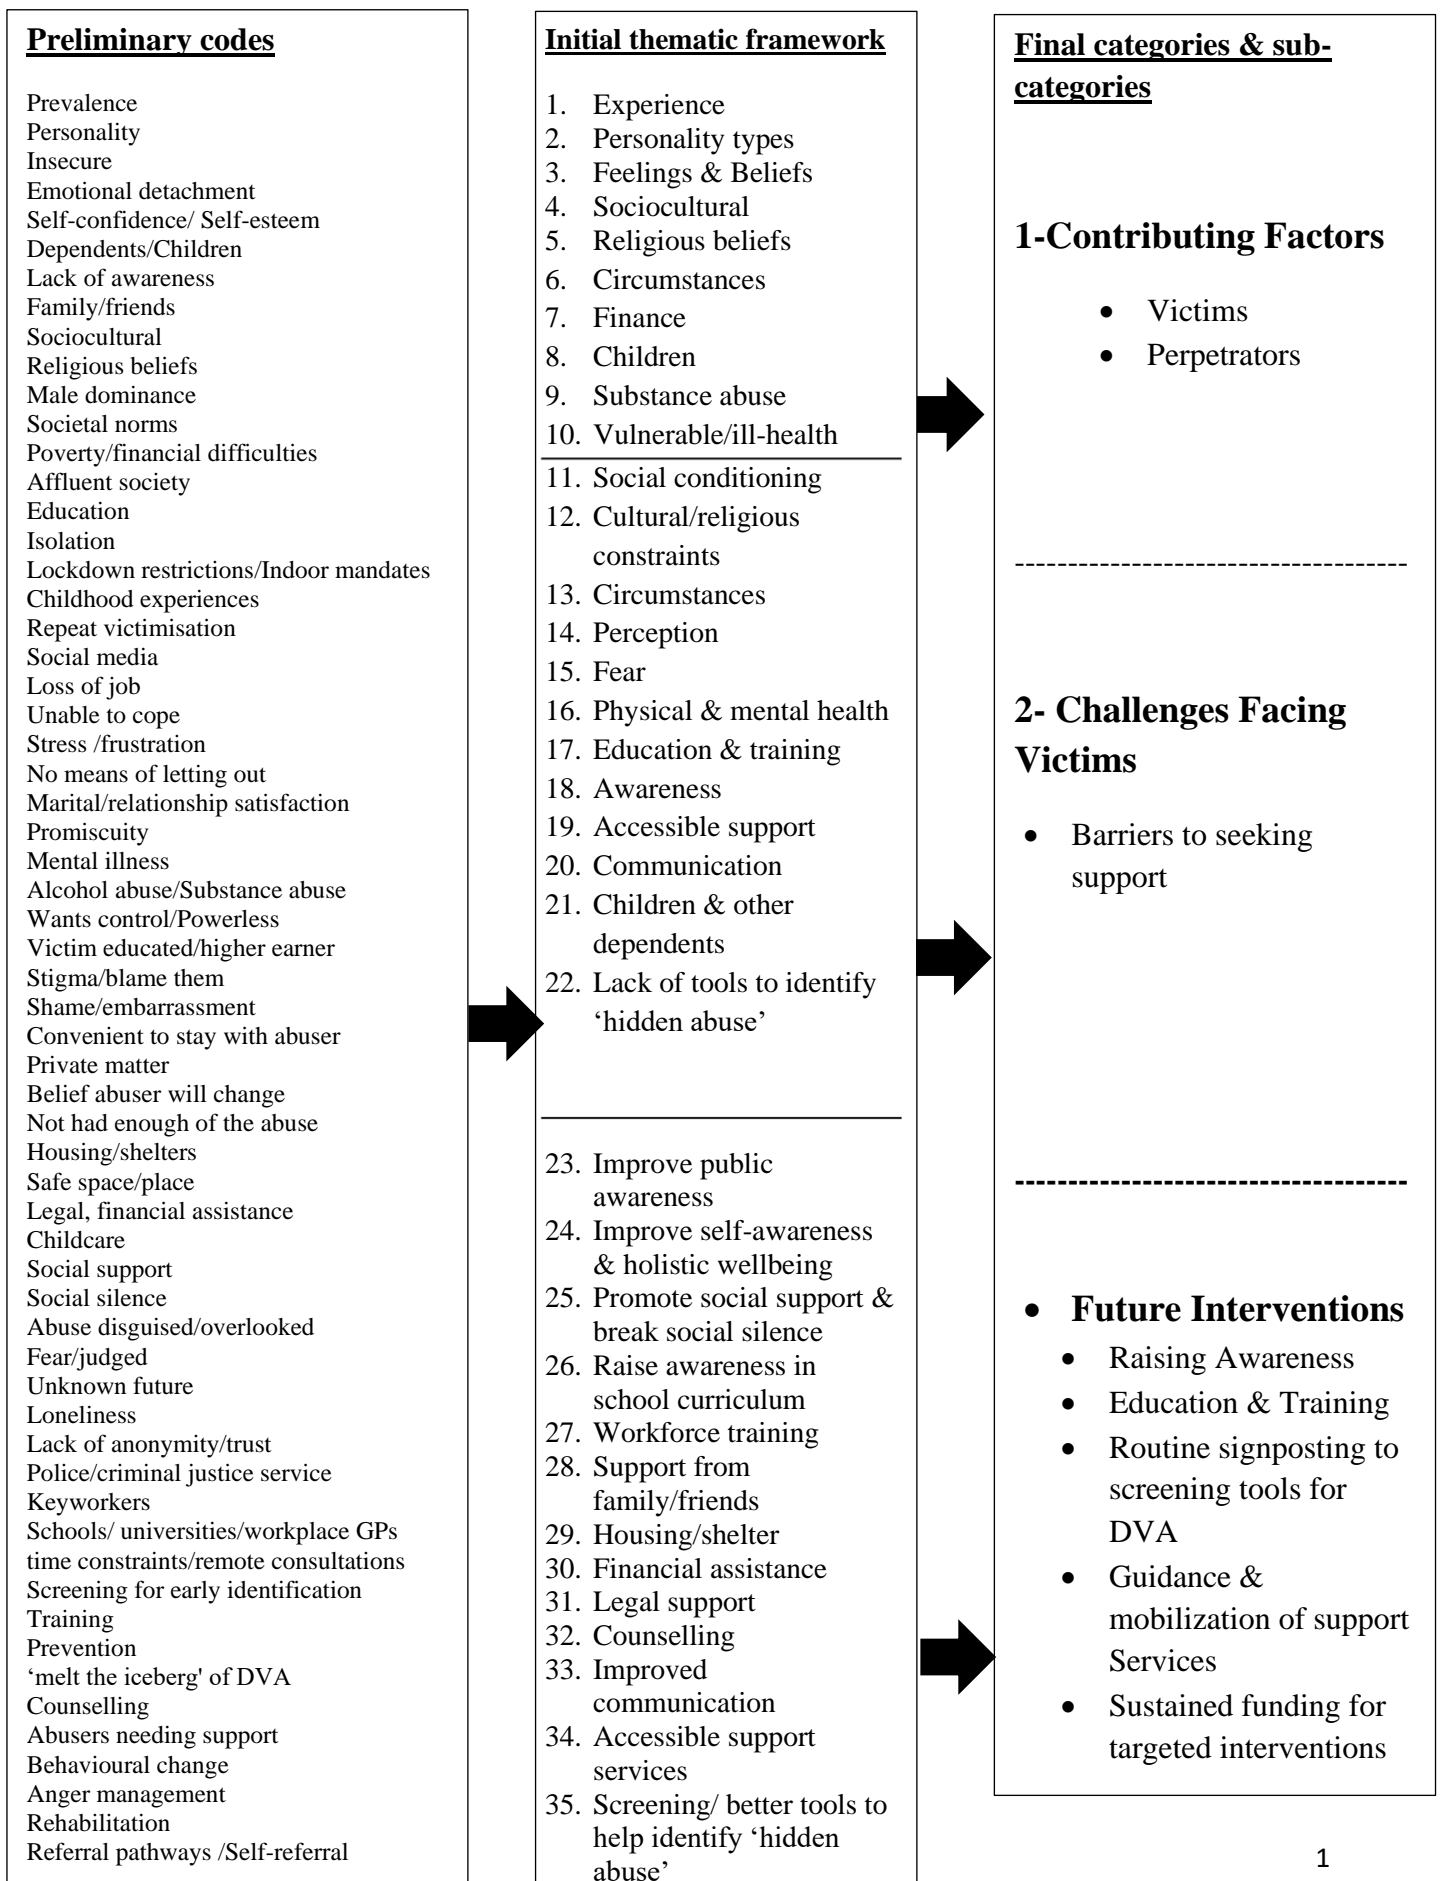 Preliminary codes
Prevalence
Personality
Insecure
Emotional detachment
Self-confidence/ Self-esteem
Dependents/Children
Lack of awareness
Family/friends
Sociocultural
Religious beliefs
Male dominance
Societal norms
Poverty/financial difficulties
Affluent society
Education
Isolation
Lockdown restrictions/Indoor mandates
Childhood experiences
Repeat victimisation
Social media
Loss of job
Unable to cope
Stress /frustration
No means of letting out
Marital/relationship satisfaction
Promiscuity
Mental illness
Alcohol abuse/Substance abuse
Wants control/Powerless
Victim educated/higher earner
Stigma/blame them
Shame/embarrassment
Convenient to stay with abuser
Private matter
Belief abuser will change
Not had enough of the abuse
Housing/shelters
Safe space/place
Legal, financial assistance
Childcare
Social support
Social silence
Abuse disguised/overlooked
Fear/judged
Unknown future
Loneliness
Lack of anonymity/trust
Police/criminal justice service
Keyworkers
Schools/ universities/workplace GPs
time constraints/remote consultations
Screening for early identification
Training
Prevention
‘melt the iceberg' of DVA
Counselling
Abusers needing support
Behavioural change
Anger management
Rehabilitation
Referral pathways /Self-referral
Initial thematic framework
1. Experience
2. Personality types
3. Feelings & Beliefs
4. Sociocultural
5. Religious beliefs
6. Circumstances
7. Finance
8. Children
9. Substance abuse
10. Vulnerable/ill-health
11. Social conditioning
12. Cultural/religious
constraints
13. Circumstances
14. Perception
15. Fear
16. Physical & mental health
17. Education & training
18. Awareness
19. Accessible support
20. Communication
21. Children & other
dependents
22. Lack of tools to identify
‘hidden abuse’
23. Improve public
awareness
24. Improve self-awareness
& holistic wellbeing
25. Promote social support &
break social silence
26. Raise awareness in
school curriculum
27. Workforce training
28. Support from
family/friends
29. Housing/shelter
30. Financial assistance
31. Legal support
32. Counselling
33. Improved
communication
34. Accessible support
services
35. Screening/ better tools to
help identify ‘hidden
abuse’
Final categories & sub-
categories
1-Contributing Factors
• Victims
• Perpetrators
-------------------------------------
2- Challenges Facing
Victims
• Barriers to seeking
support
-------------------------------------
• Future Interventions
• Raising Awareness
• Education & Training
• Routine signposting to
screening tools for
DVA
• Guidance &
mobilization of support
Services
• Sustained funding for
targeted interventions
1